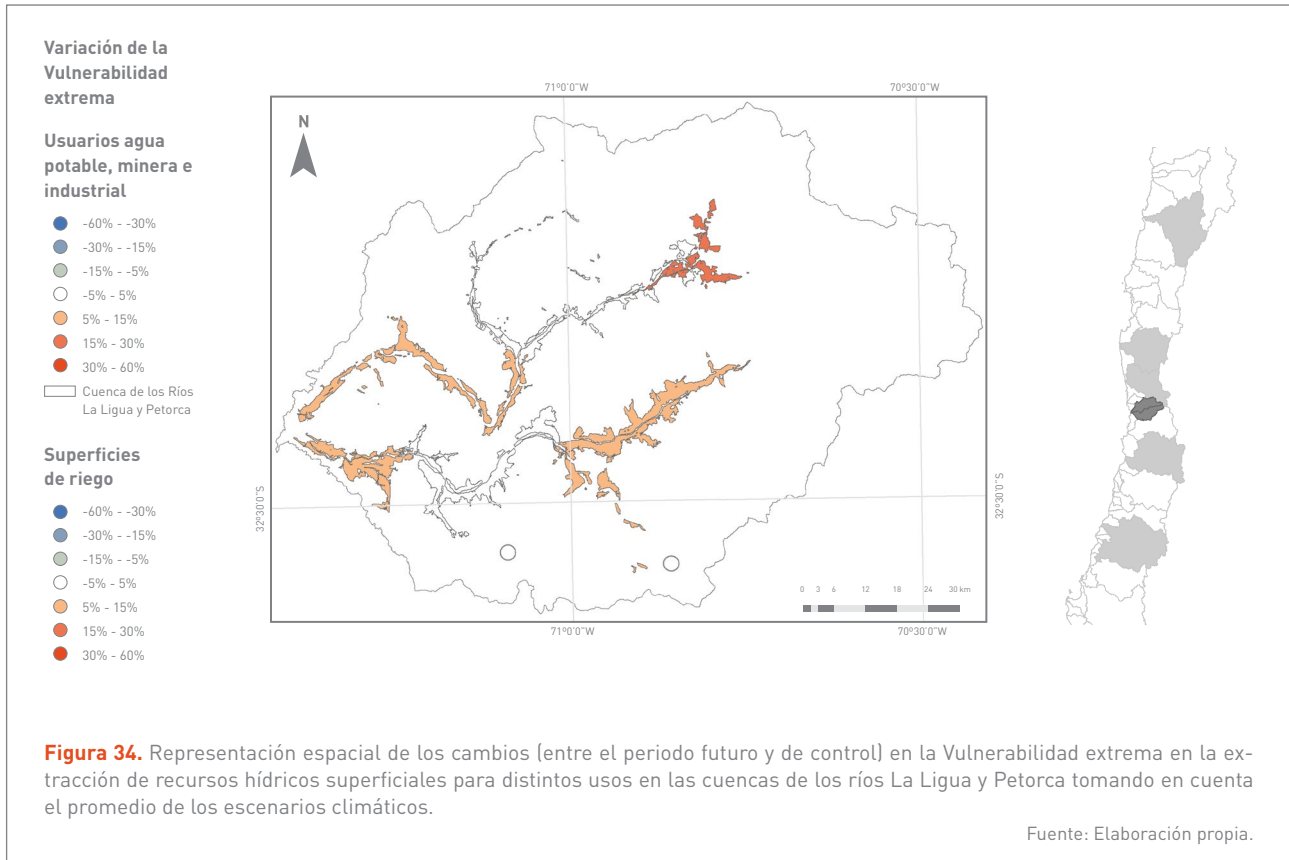 Variación de la
Vulnerabilidad
extrema
Usuarios agua
potable, minera e
industrial
-60% - -30%
-30% - -15%
-15% - -5%
-5% - 5%
5% - 15%
15% - 30%
30% - 60%
Cuenca de los Ríos
La Ligua y Petorca
Superficies
de riego
-60% - -30%
-30% - -15%
-15% - -5%
-5% - 5%
5% - 15%
15% - 30%
30% - 60%
71°0'0"W
70°30'0"W
N
32°30'0"S
32°30'0"S
0 3 6 12 18 24 30 km
71°0'0"W
70°30'0"W
Figura 34. Representación espacial de los cambios (entre el periodo futuro y de control) en la Vulnerabilidad extrema en la ex-
tracción de recursos hídricos superficiales para distintos usos en las cuencas de los ríos La Ligua y Petorca tomando en cuenta
el promedio de los escenarios climáticos.
Fuente: Elaboración propia.